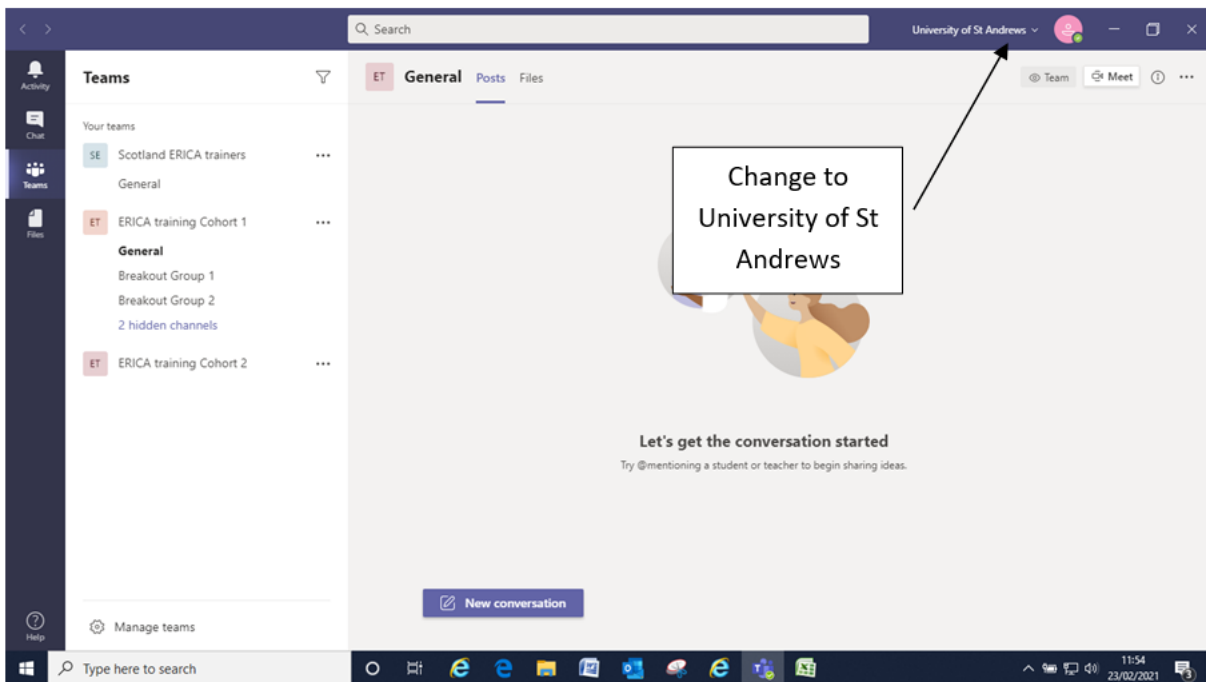 Search
University of St Andrews
Activity
Chat
Teams
Files
Help
Teams
Your teams
SE Scotland ERICA trainers
General
ET ERICA training Cohort 1
General
Breakout Group 1
Breakout Group 2
2 hidden channels
ET ERICA training Cohort 2
Manage teams
ET General Posts Files
Team Meet
Change to
University of St
Andrews
Let's get the conversation started
Try @mentioning a student or teacher to begin sharing ideas.
New conversation
Type here to search
11:54
23/02/2021
3